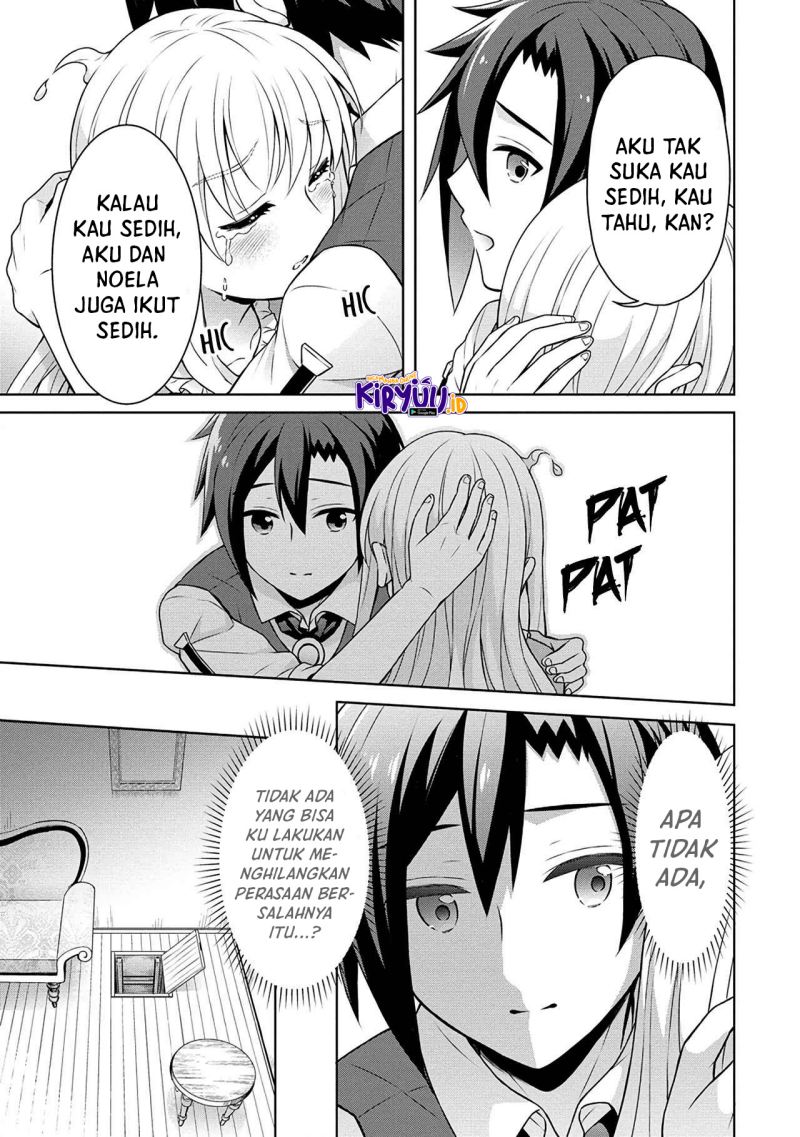 AKU TAK
SUKA KAU
SEDIH, KAU
TAHU, KAN?
KALAU
KAU SEDIH,
AKU DAN
NOELA
JUGA IKUT
SEDIH.
HIC
HIC
KIRYUU.ID
Google Play
PAT
PAT
APA
TIDAK
ADA,
TIDAK ADA
YANG BISA
KU LAKUKAN
UNTUK ME-
NGHILANGKAN
PERASAAN BER-
SALAHNYA
ITU...?